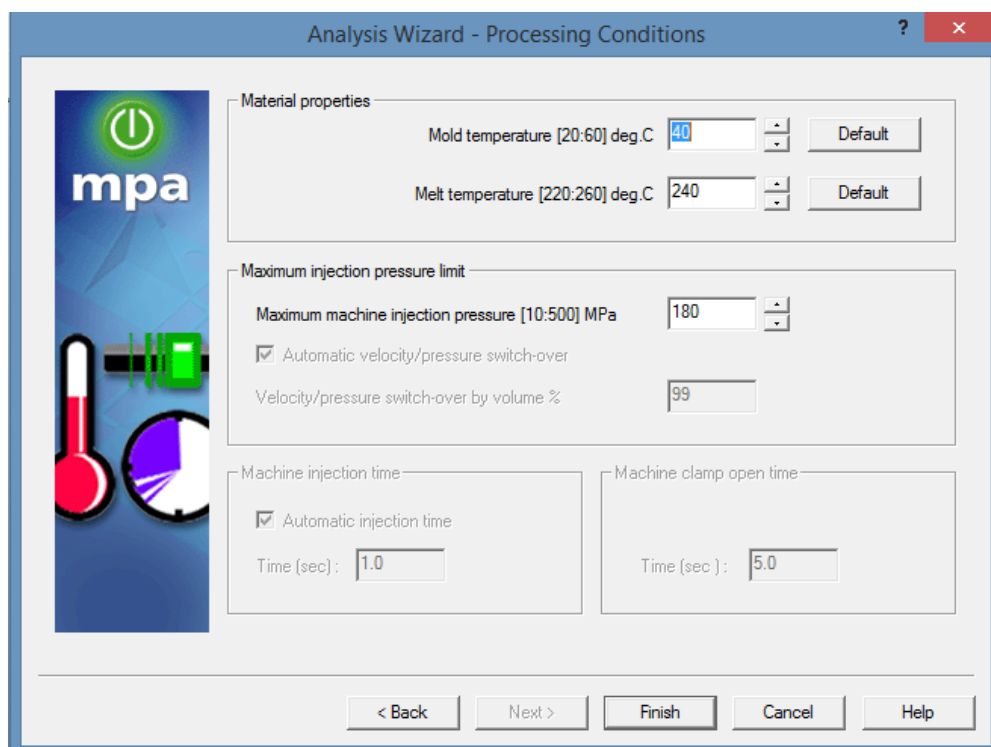 Analysis Wizard - Processing Conditions
?
mpa
Material properties
Mold temperature [20:60] deg.C 40 Default
Melt temperature [220:260] deg.C 240 Default
Maximum injection pressure limit
Maximum machine injection pressure [10:500] MPa 180
Automatic velocity/pressure switch-over
Velocity/pressure switch-over by volume % 99
Machine injection time
Automatic injection time
Time (sec) : 1.0
Machine clamp open time
Time (sec ) : 5.0
< Back Next > Finish Cancel Help